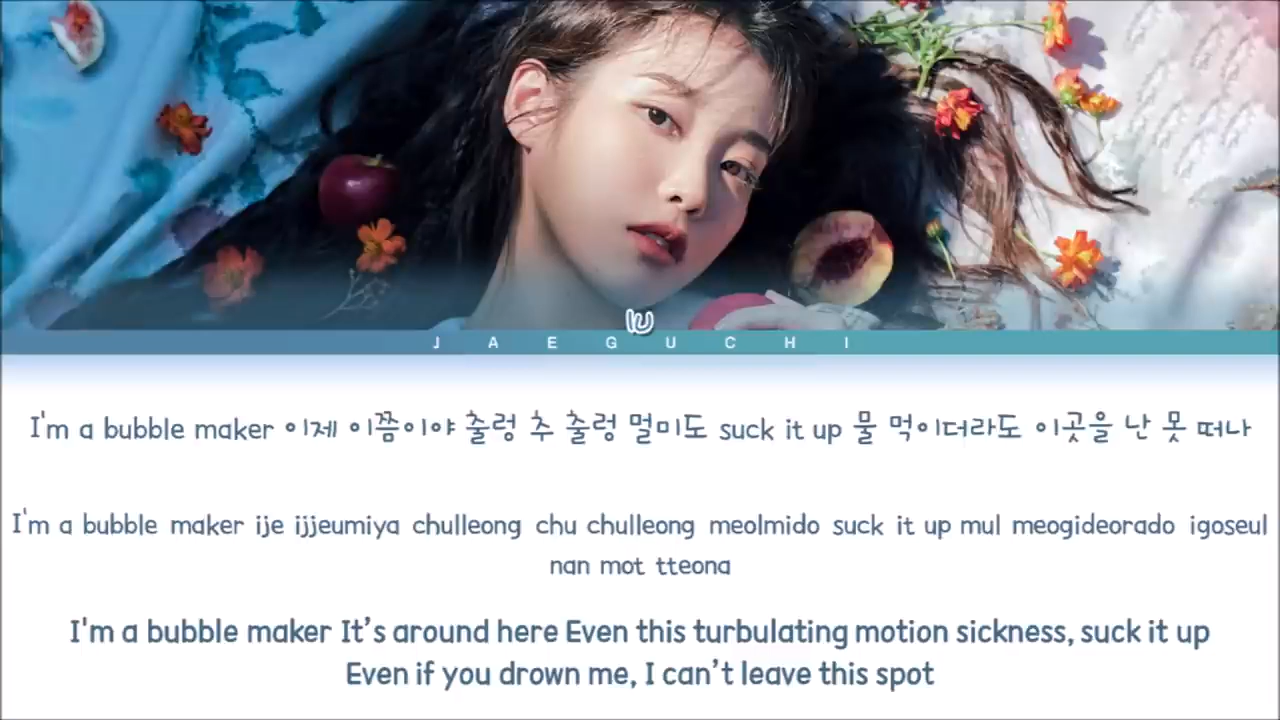 IU
JAEGUCHI
I'm a bubble maker 이제 이쯤이야 출렁 추 출렁 멀미도 suck it up 물 먹이더라도 이곳을 난 못 떠나
I'm a bubble maker ije ijjeumiya chulleong chu chulleong meolmido suck it up mul meogideorado igoseul
nan mot tteona
I'm a bubble maker It’s around here Even this turbulating motion sickness, suck it up
Even if you drown me, I can’t leave this spot